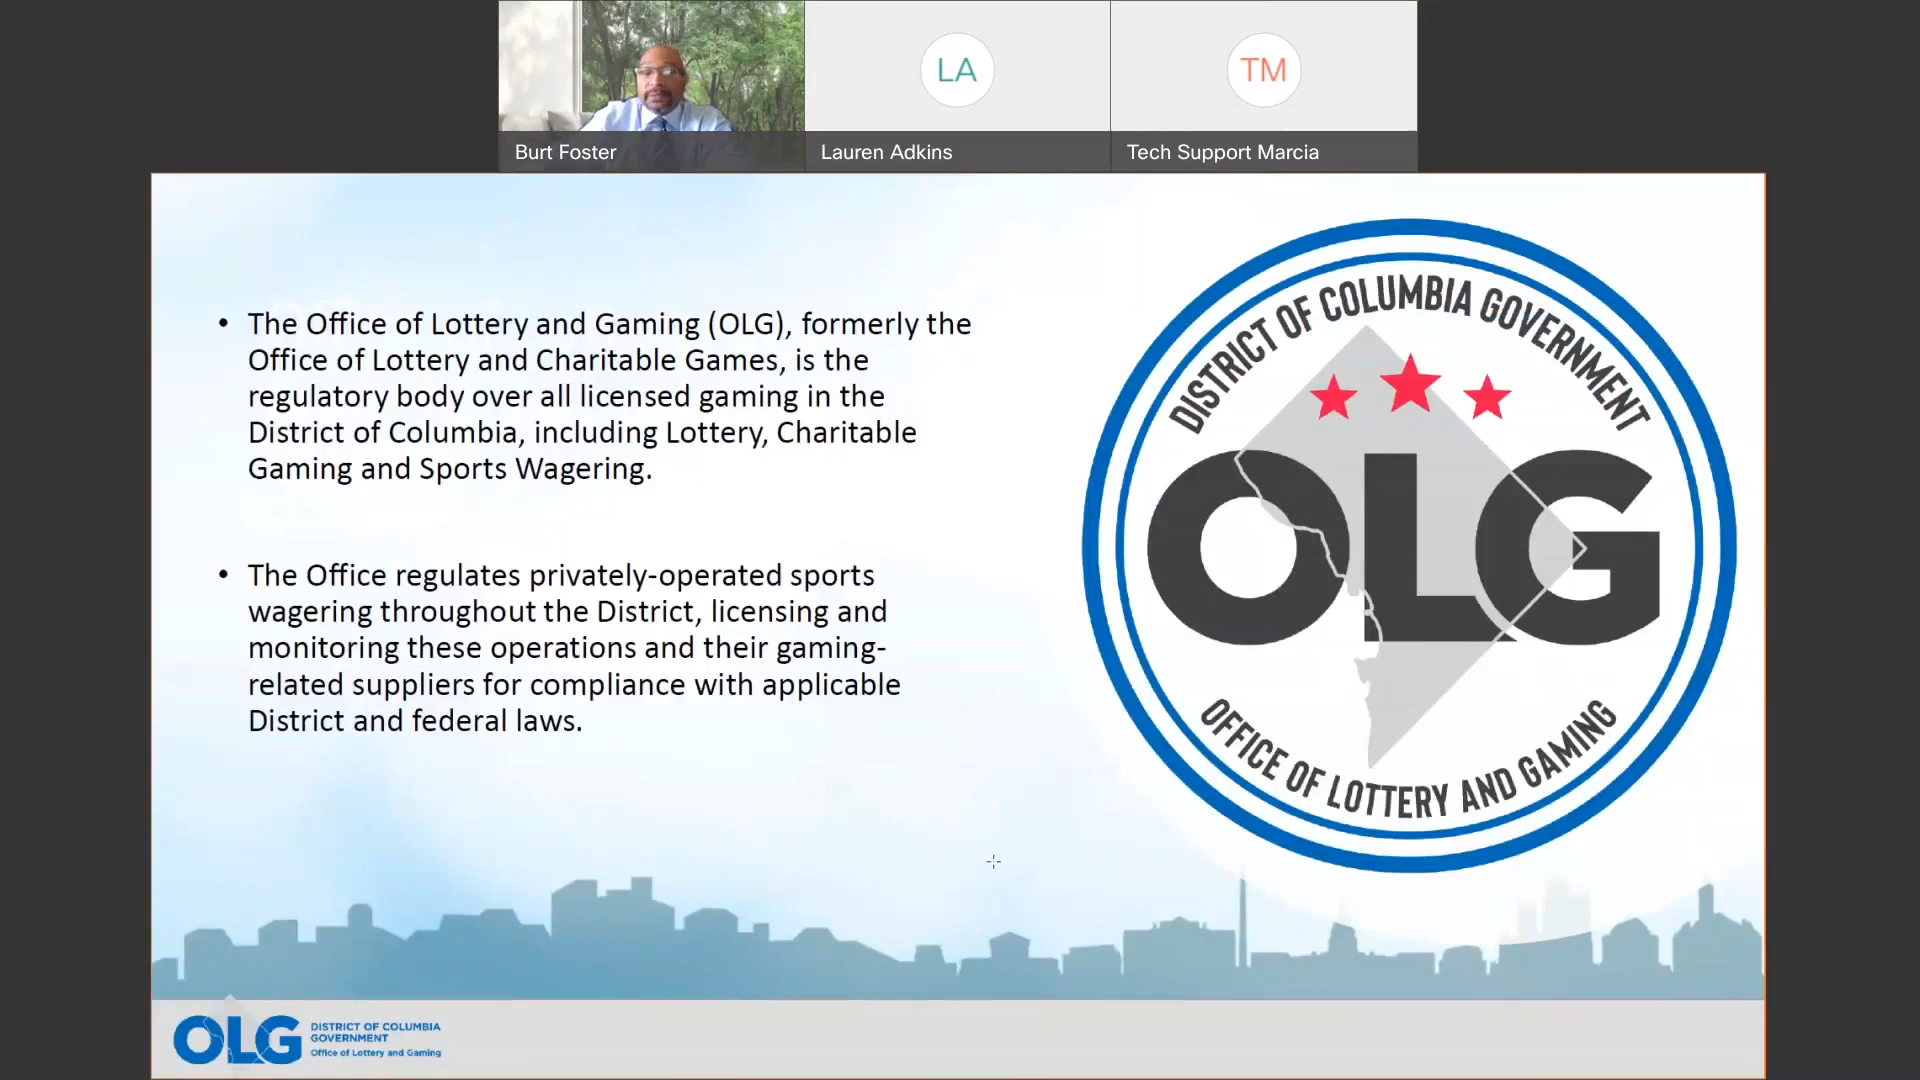 LA
TM
Burt Foster
Lauren Adkins
Tech Support Marcia
• The Office of Lottery and Gaming (OLG), formerly the
Office of Lottery and Charitable Games, is the
regulatory body over all licensed gaming in the
District of Columbia, including Lottery, Charitable
Gaming and Sports Wagering.
• The Office regulates privately-operated sports
wagering throughout the District, licensing and
monitoring these operations and their gaming-
related suppliers for compliance with applicable
District and federal laws.
DISTRICT OF COLUMBIA GOVERNMENT
OLG
OFFICE OF LOTTERY AND GAMING
OLG
DISTRICT OF COLUMBIA
GOVERNMENT
Office of Lottery and Gaming